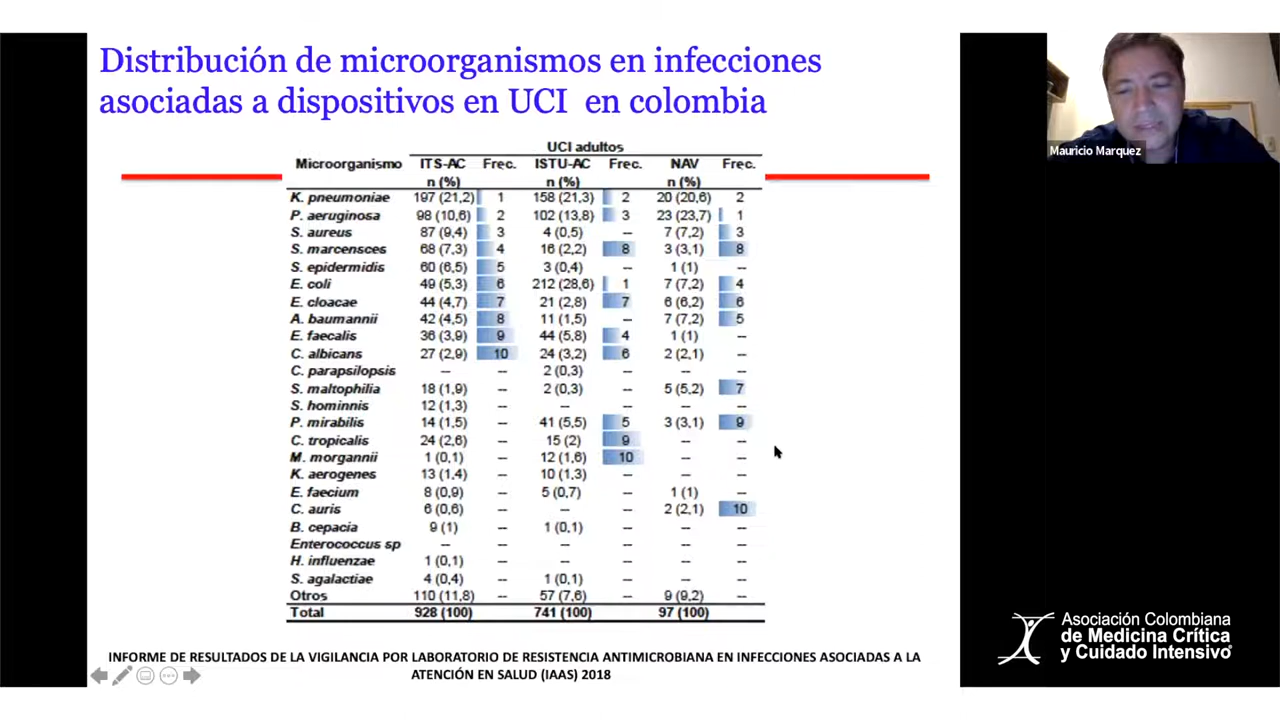 Distribución de microorganismos en infecciones
asociadas a dispositivos en UCI en colombia
Mauricio Marquez
UCI adultos
Microorganismo ITS-AC Frec. ISTU-AC Frec. NAV Frec.
n (%) n (%) n (%)
K. pneumoniae 197 (21,2) 1 158 (21,3) 2 20 (20,6) 2
P. aeruginosa 98 (10,6) 2 102 (13,8) 3 23 (23,7) 1
S. aureus 87 (9,4) 3 4 (0,5) -- 7 (7,2) 3
S. marcensces 68 (7,3) 4 16 (2,2) 8 3 (3,1) 8
S. epidermidis 60 (6,5) 5 3 (0,4) -- 1 (1) --
E. coli 49 (5,3) 6 212 (28,6) 1 7 (7,2) 4
E. cloacae 44 (4,7) 7 21 (2,8) 7 6 (6,2) 6
A. baumannii 42 (4,5) 8 11 (1,5) -- 7 (7,2) 5
E. faecalis 36 (3,9) 9 44 (5,8) 4 1 (1) --
C. albicans 27 (2,9) 10 24 (3,2) 6 2 (2,1) --
C. parapsilopsis -- -- 2 (0,3) -- -- --
S. maltophilia 18 (1,9) -- 2 (0,3) -- 5 (5,2) 7
S. hominnis 12 (1,3) -- -- -- -- --
P. mirabilis 14 (1,5) -- 41 (5,5) 5 3 (3,1) 9
C. tropicalis 24 (2,6) -- 15 (2) 9 -- --
M. morgannii 1 (0,1) -- 12 (1,6) 10 -- --
K. aerogenes 13 (1,4) -- 10 (1,3) -- -- --
E. faecium 8 (0,9) -- 5 (0,7) -- 1 (1) --
C. auris 6 (0,6) -- -- -- 2 (2,1) 10
B. cepacia 9 (1) -- 1 (0,1) -- -- --
Enterococcus sp -- -- -- -- -- --
H. influenzae 1 (0,1) -- -- -- -- --
S. agalactiae 4 (0,4) -- 1 (0,1) -- -- --
Otros 110 (11,8) -- 57 (7,6) -- 9 (9,2) --
Total 928 (100) 741 (100) 97 (100)
INFORME DE RESULTADOS DE LA VIGILANCIA POR LABORATORIO DE RESISTENCIA ANTIMICROBIANA EN INFECCIONES ASOCIADAS A LA
ATENCIÓN EN SALUD (IAAS) 2018
Asociación Colombiana
de Medicina Crítica
y Cuidado Intensivo